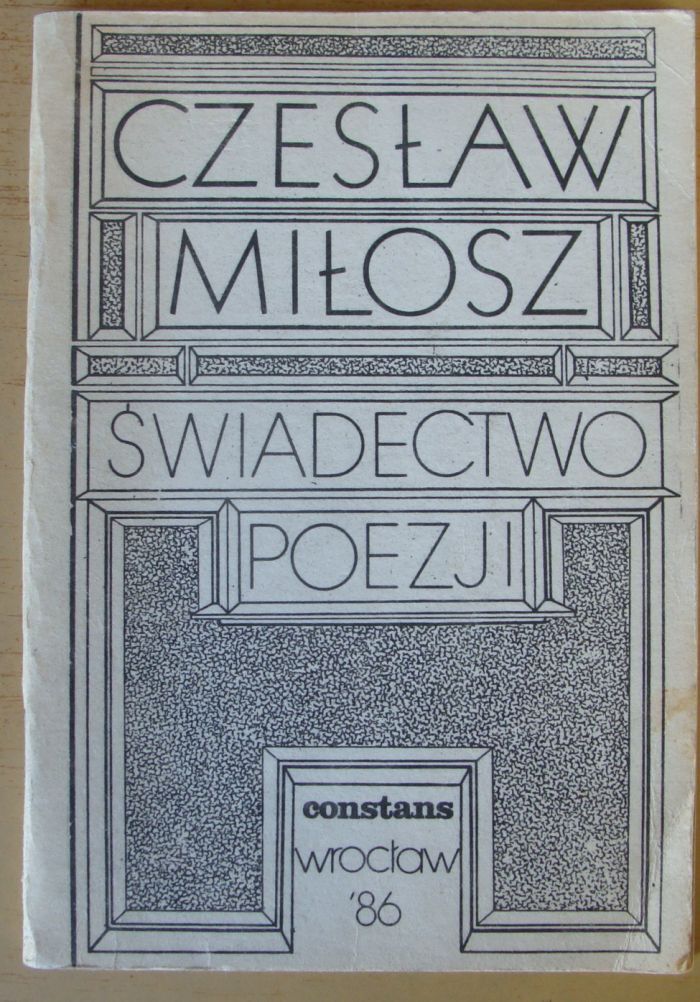 CZESŁAW
MIŁOSZ
ŚWIADECTWO
POEZJI
constans
wrocław
'86